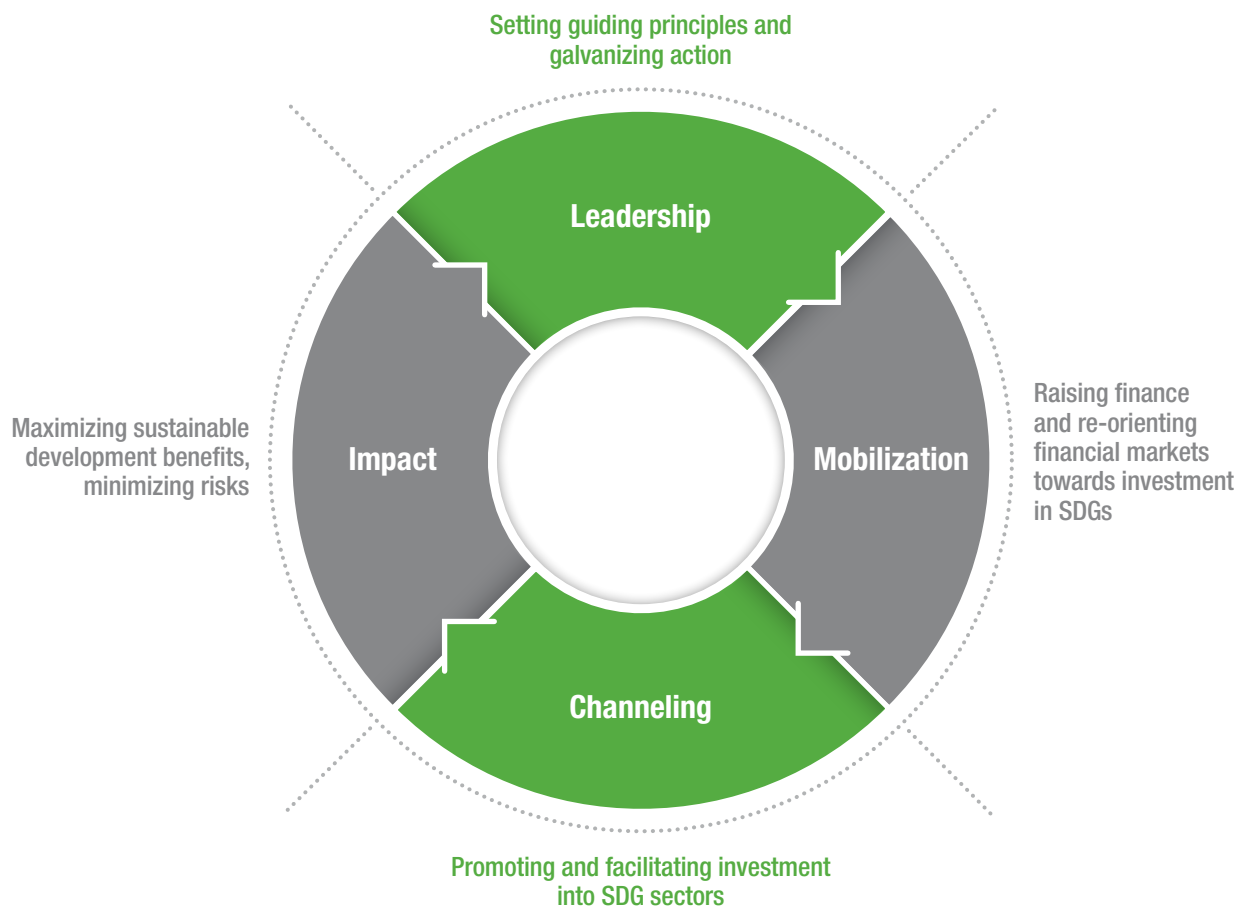 Setting guiding principles and
galvanizing action
Leadership
Maximizing sustainable
development benefits,
minimizing risks
Impact
Mobilization
Raising finance
and re-orienting
financial markets
towards investment
in SDGs
Channeling
Promoting and facilitating investment
into SDG sectors